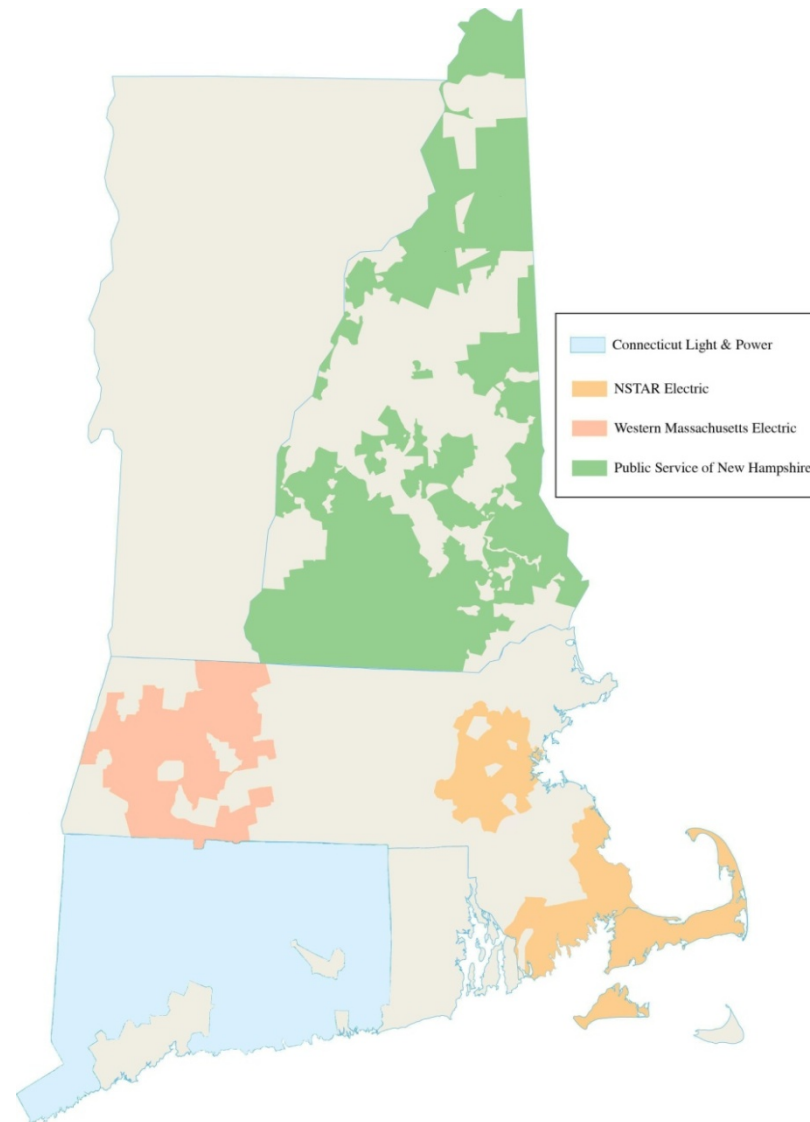 Connecticut Light & Power
NSTAR Electric
Western Massachusetts Electric
Public Service of New Hampshire